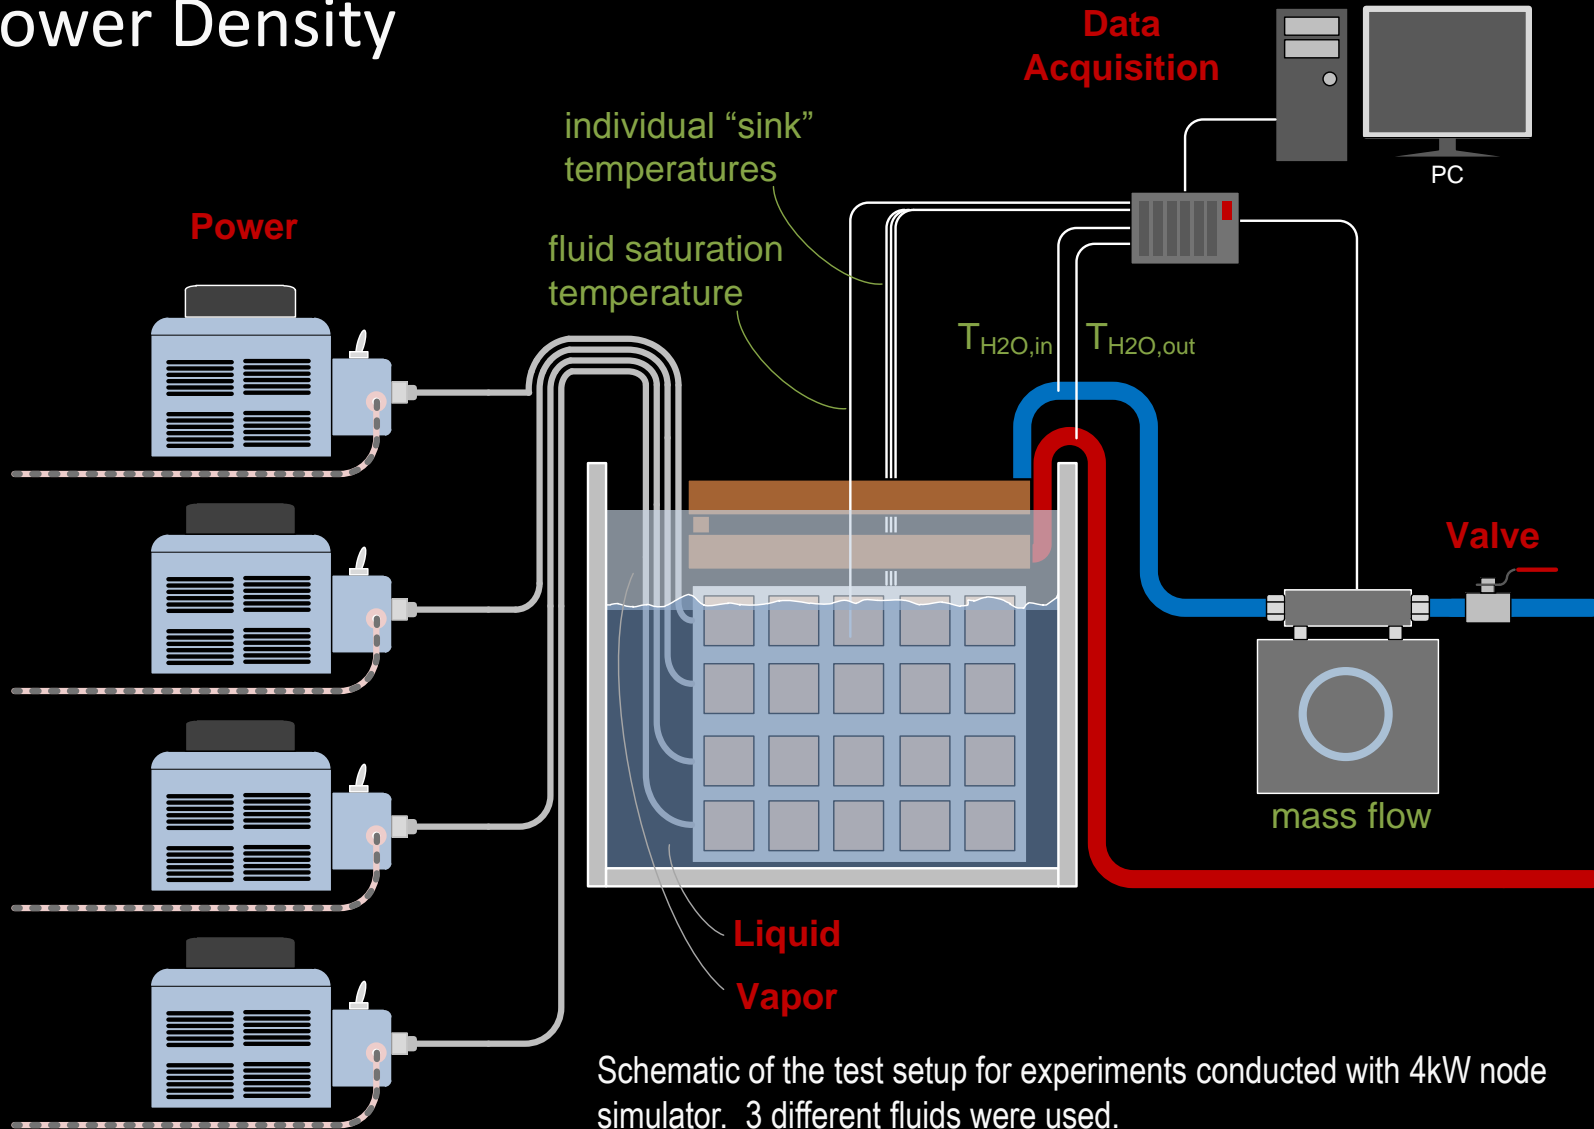 ower Density
Data
Acquisition
PC
individual “sink”
temperatures
Power
fluid saturation
temperature
TH2O,in
TH2O,out
Valve
mass flow
Liquid
Vapor
Schematic of the test setup for experiments conducted with 4kW node
simulator.  3 different fluids were used.